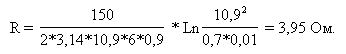 R = 150 / 2*3,14*10,9*6*0,9 * Ln 10,9² / 0,7*0,01 = 3,95 Ом.